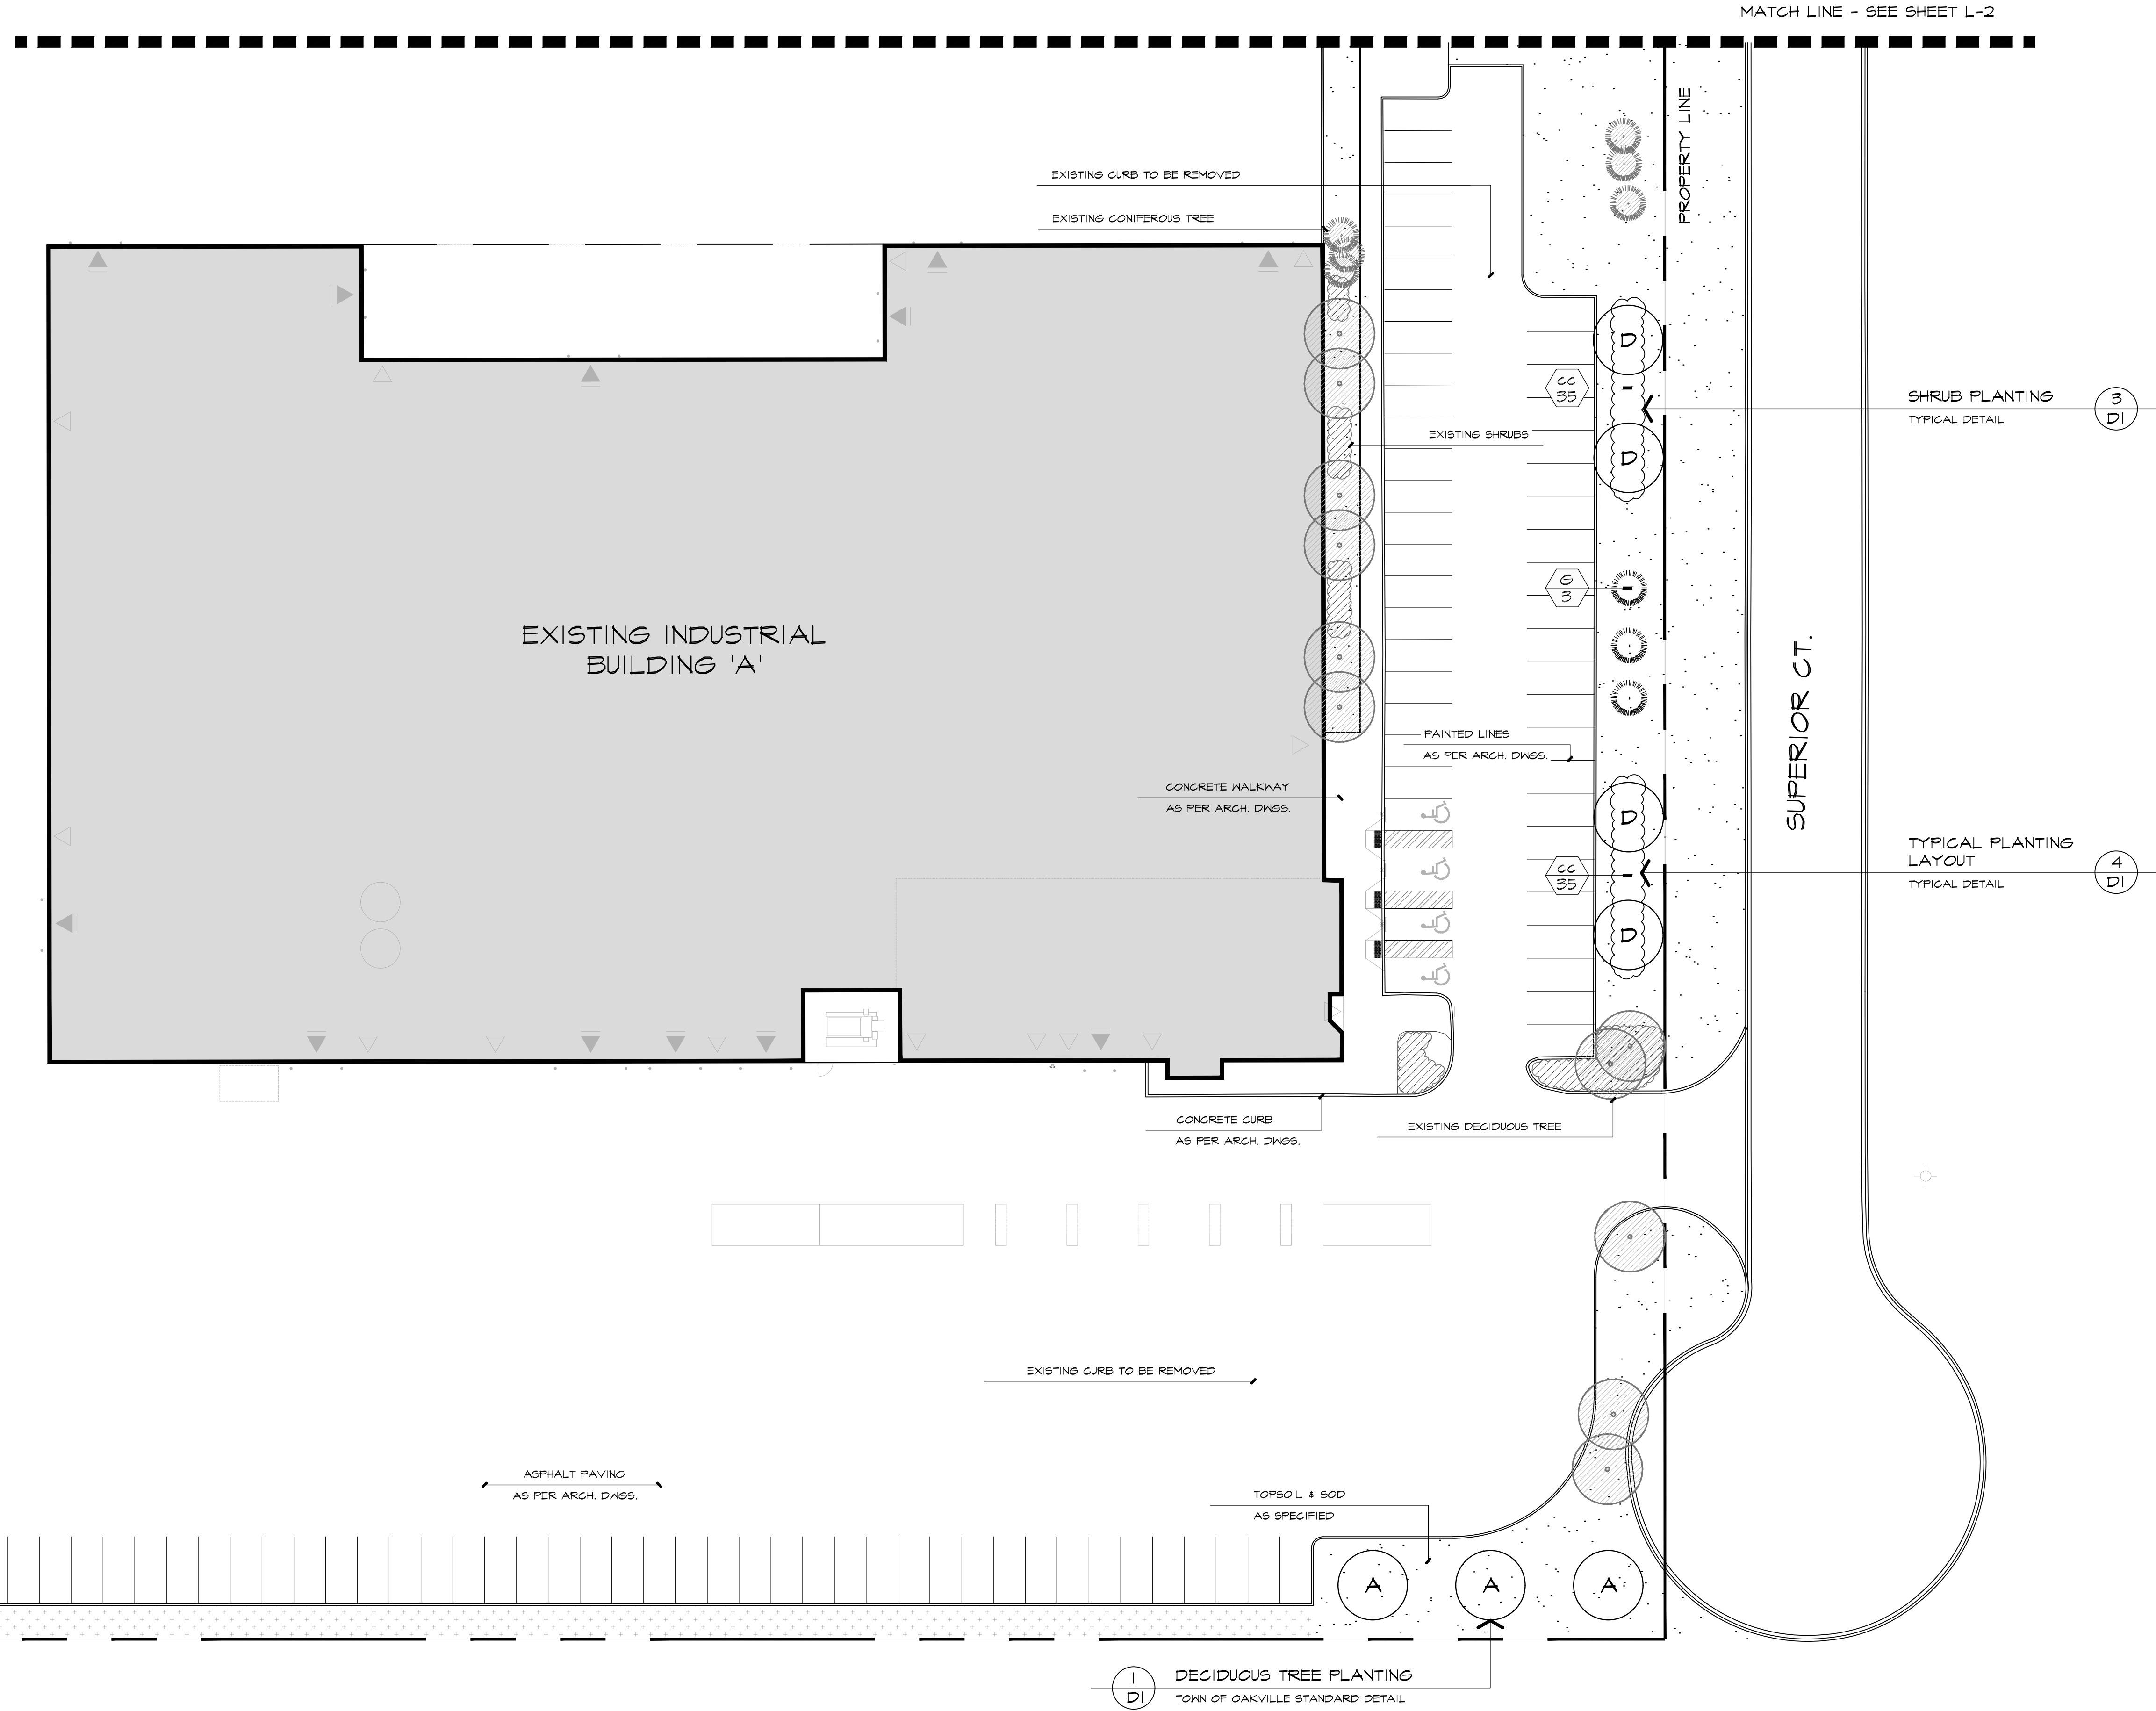 MATCH LINE - SEE SHEET L-2
PROPERTY LINE
EXISTING CURB TO BE REMOVED
EXISTING CONIFEROUS TREE
D
CC
35
SHRUB PLANTING
TYPICAL DETAIL
3
D1
EXISTING SHRUBS
D
G
3
EXISTING INDUSTRIAL
BUILDING 'A'
SUPERIOR CT.
PAINTED LINES
AS PER ARCH. DWGS.
CONCRETE WALKWAY
AS PER ARCH. DWGS.
D
TYPICAL PLANTING
LAYOUT
TYPICAL DETAIL
4
D1
CC
35
D
CONCRETE CURB
AS PER ARCH. DWGS.
EXISTING DECIDUOUS TREE
EXISTING CURB TO BE REMOVED
ASPHALT PAVING
AS PER ARCH. DWGS.
TOPSOIL & SOD
AS SPECIFIED
A
A
A
1
D1
DECIDUOUS TREE PLANTING
TOWN OF OAKVILLE STANDARD DETAIL